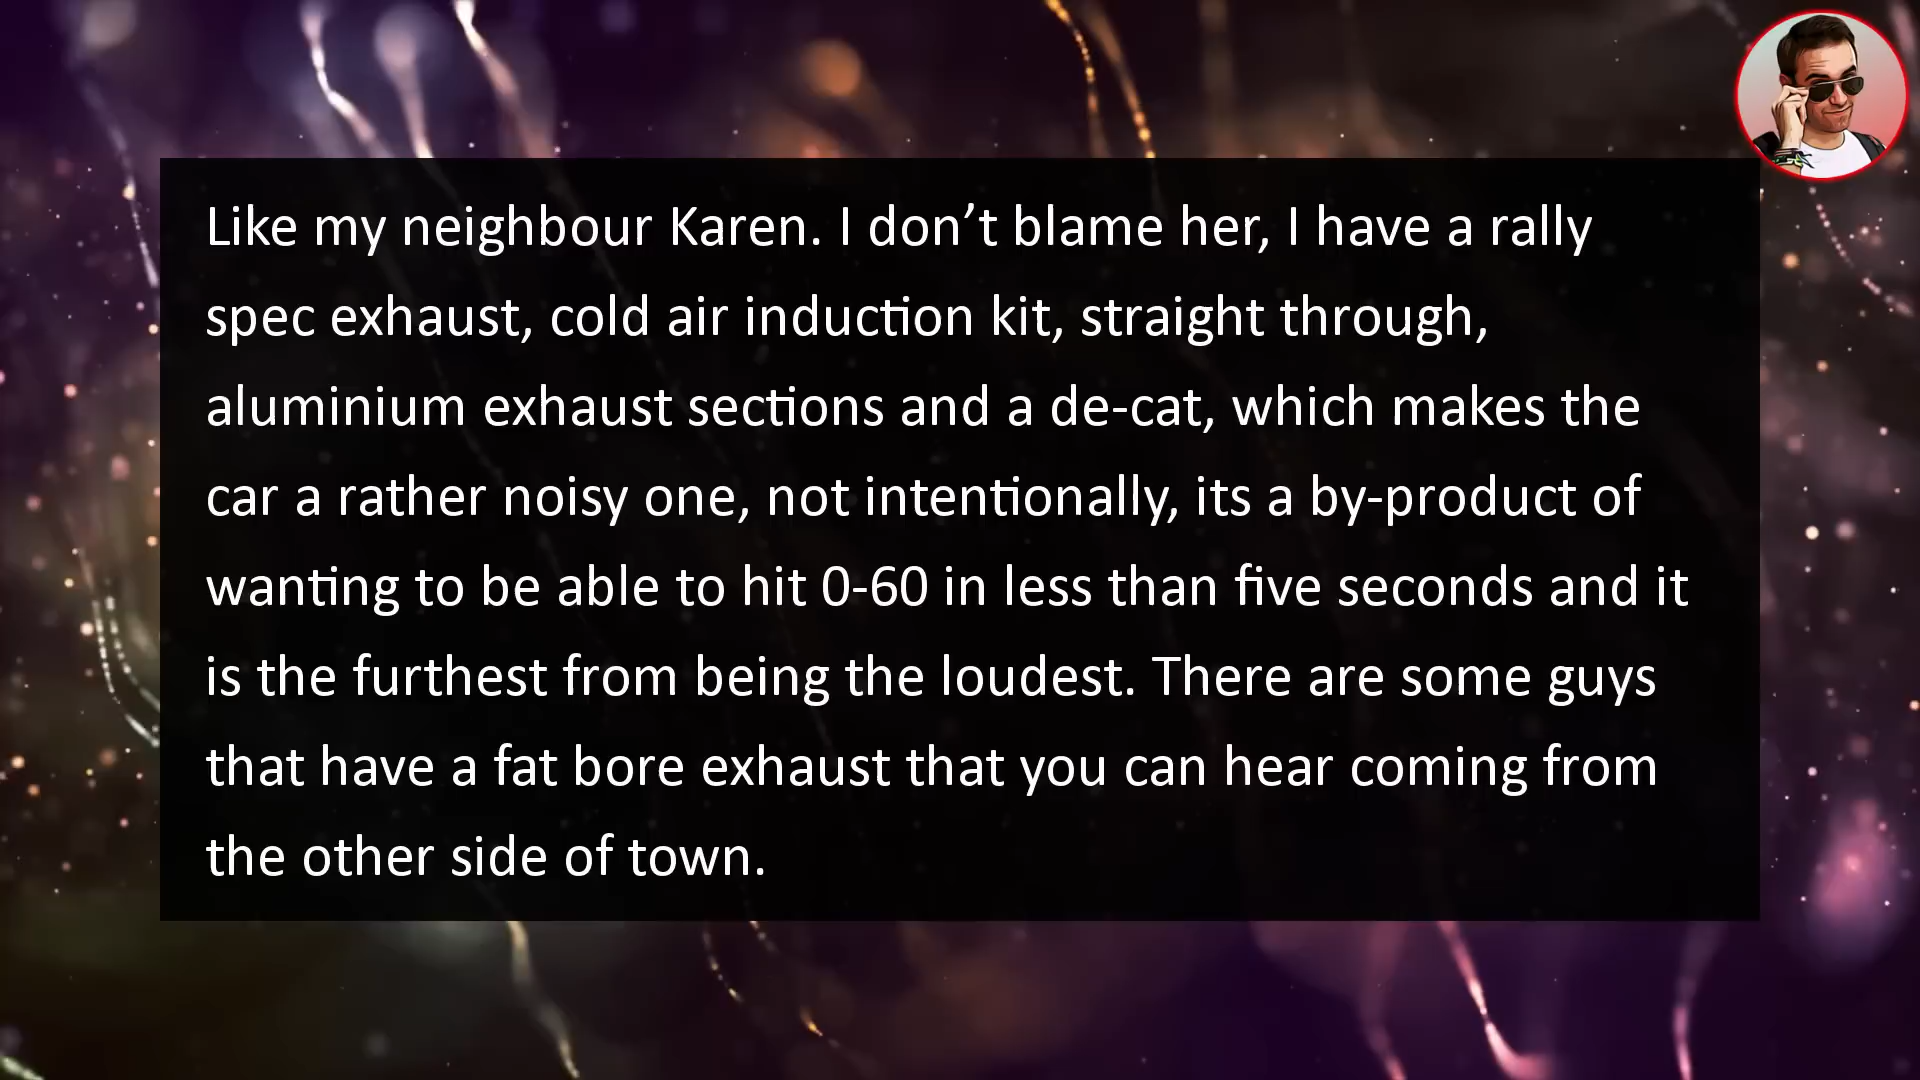 Like my neighbour Karen. I don’t blame her, I have a rally
spec exhaust, cold air induction kit, straight through,
aluminium exhaust sections and a de-cat, which makes the
car a rather noisy one, not intentionally, its a by-product of
wanting to be able to hit 0-60 in less than five seconds and it
is the furthest from being the loudest. There are some guys
that have a fat bore exhaust that you can hear coming from
the other side of town.